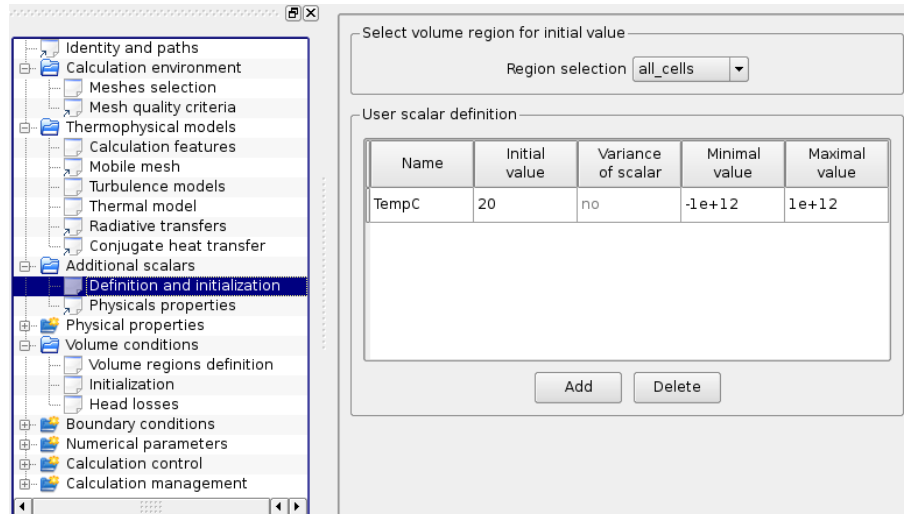 Identity and paths
Calculation environment
Meshes selection
Mesh quality criteria
Thermophysical models
Calculation features
Mobile mesh
Turbulence models
Thermal model
Radiative transfers
Conjugate heat transfer
Additional scalars
Definition and initialization
Physicals properties
Physical properties
Volume conditions
Volume regions definition
Initialization
Head losses
Boundary conditions
Numerical parameters
Calculation control
Calculation management
Select volume region for initial value
Region selection all_cells
User scalar definition
Name Initial value Variance of scalar Minimal value Maximal value
TempC 20 no -1e+12 1e+12
Add Delete